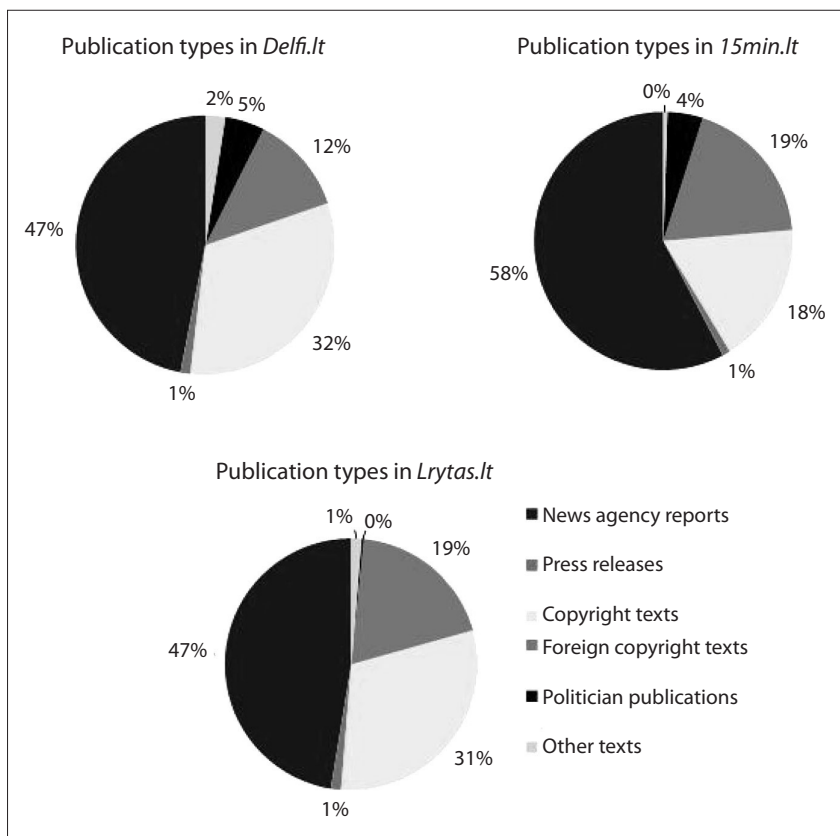 Publication types in Delfi.lt
2%
5%
12%
47%
32%
1%
Publication types in 15min.lt
0%
4%
19%
58%
18%
1%
Publication types in Lrytas.lt
1%
0%
19%
47%
31%
1%
News agency reports
Press releases
Copyright texts
Foreign copyright texts
Politician publications
Other texts